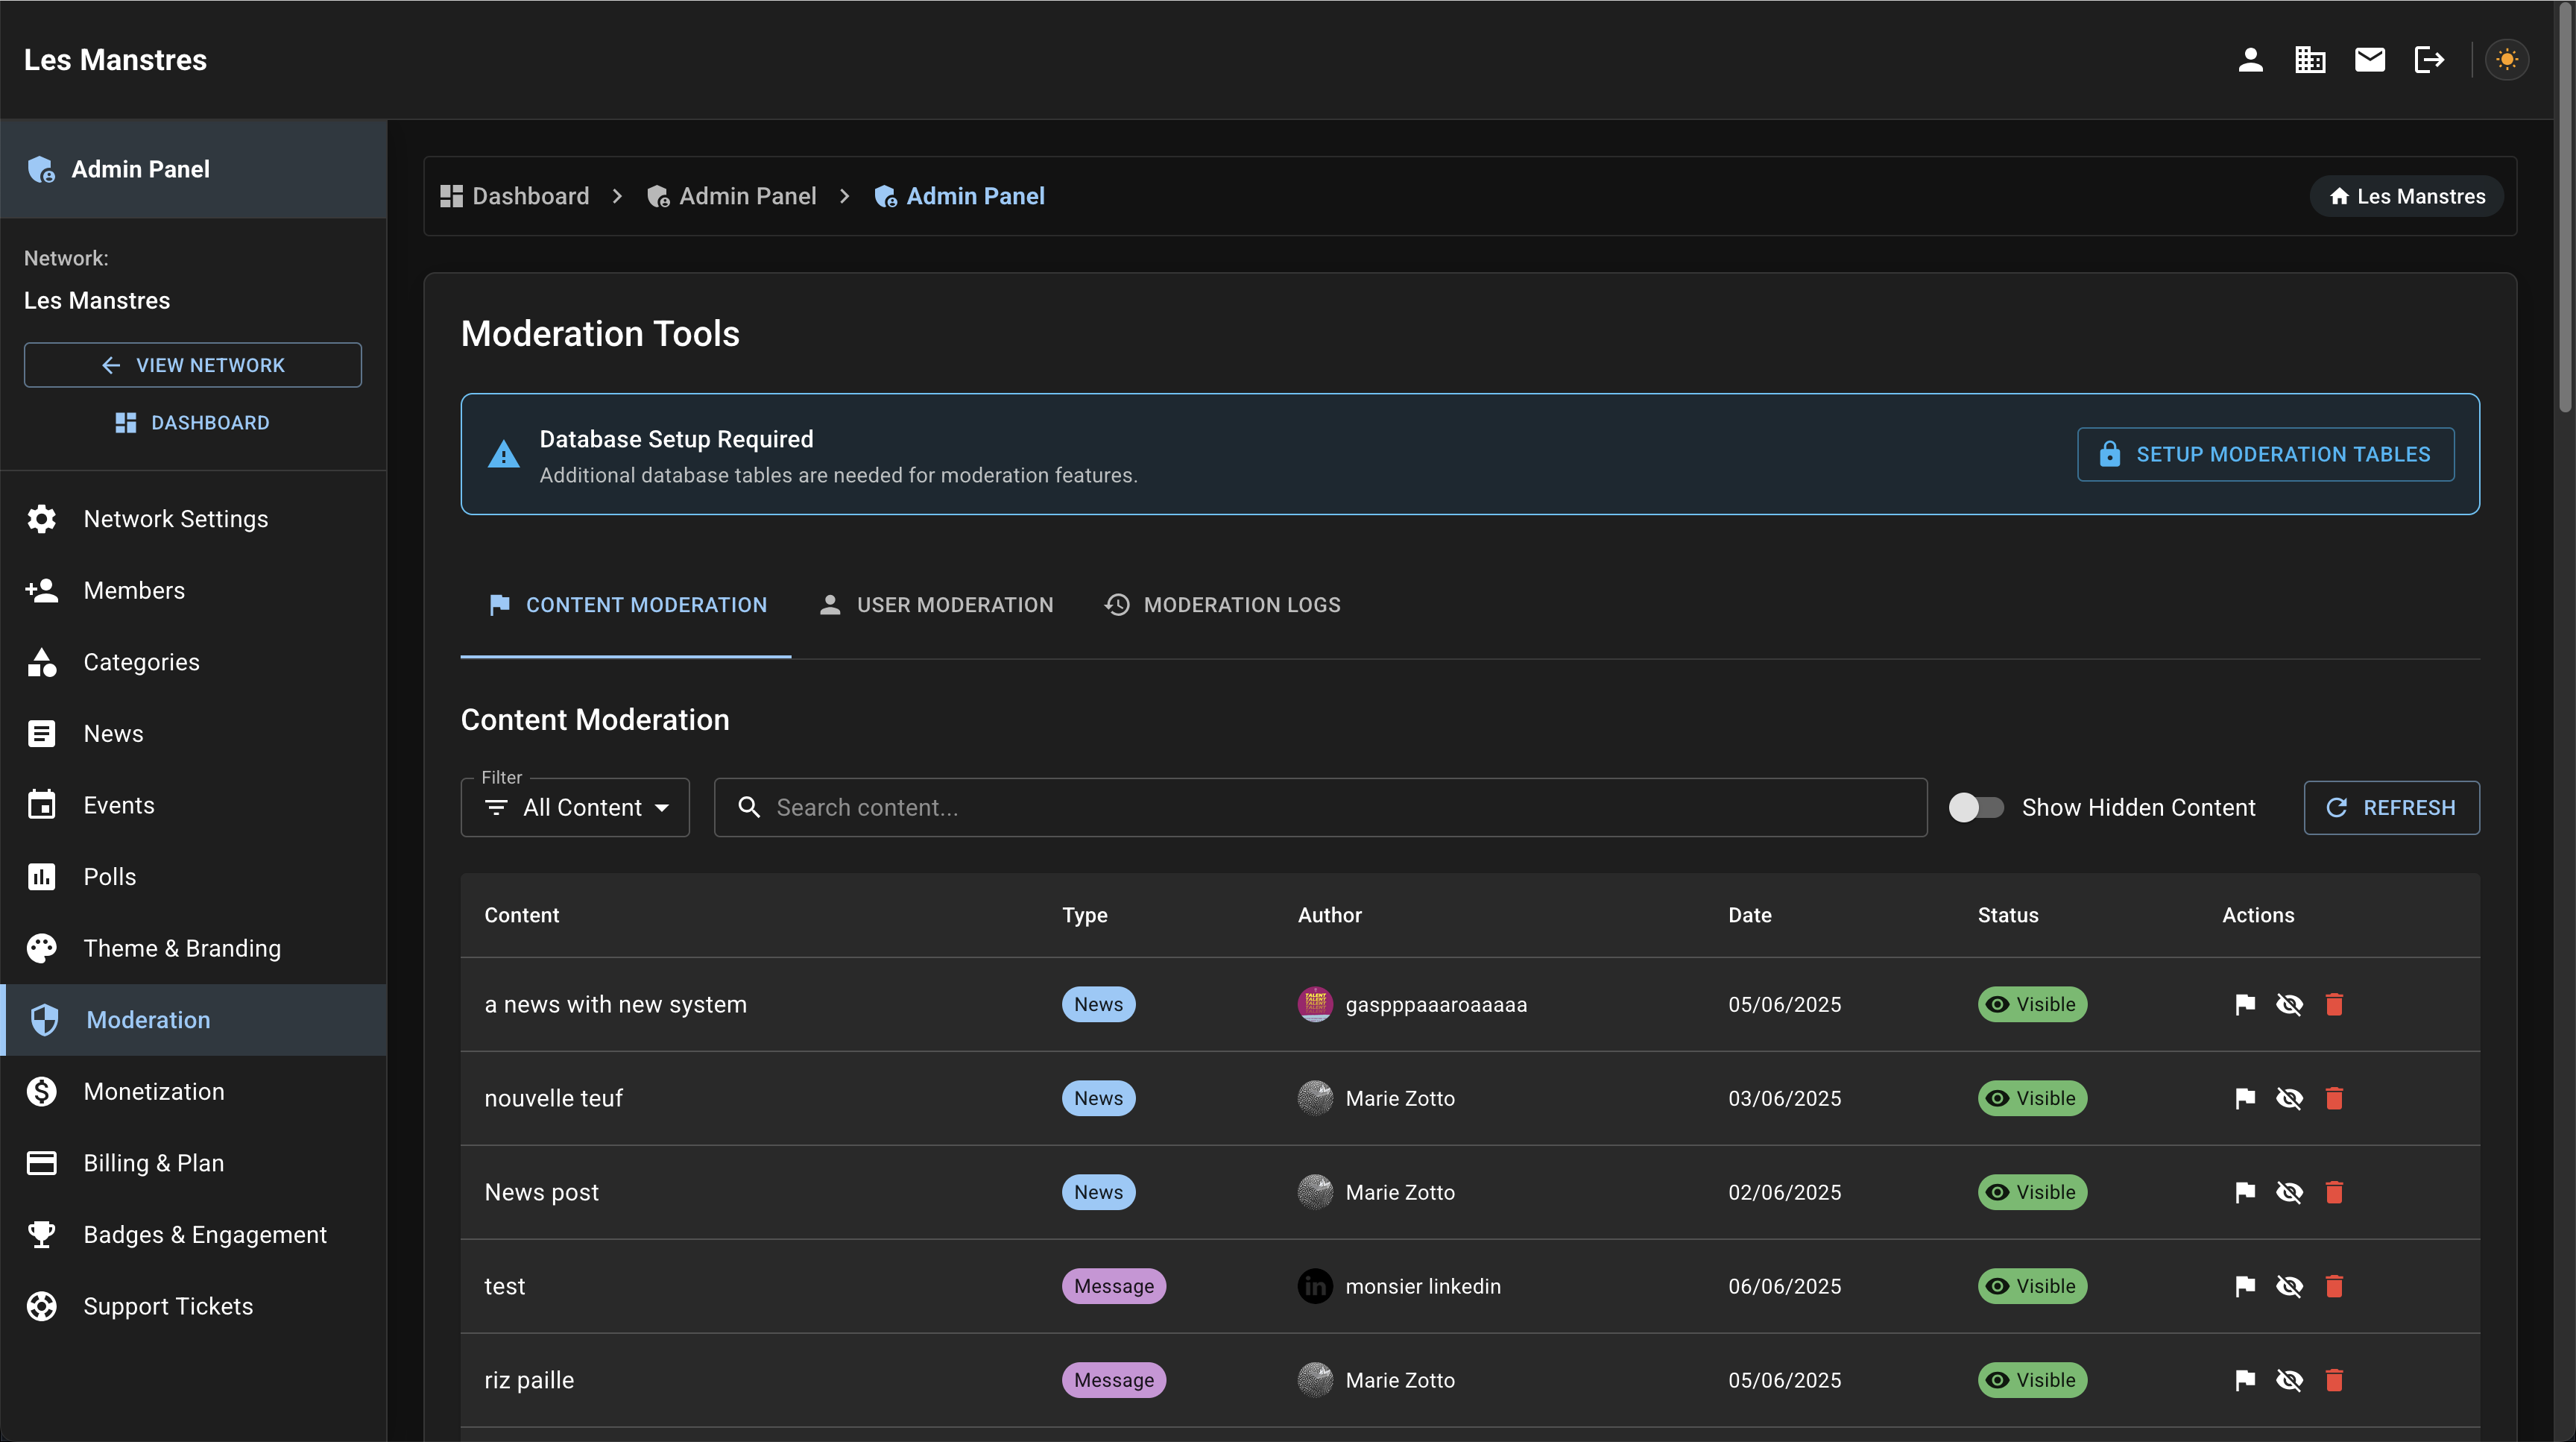 Les Manstres
Admin Panel
Network:
Les Manstres
VIEW NETWORK
DASHBOARD
Network Settings
Members
Categories
News
Events
Polls
Theme & Branding
Moderation
Monetization
Billing & Plan
Badges & Engagement
Support Tickets
Dashboard > Admin Panel > Admin Panel
Les Manstres
Moderation Tools
Database Setup Required
Additional database tables are needed for moderation features.
SETUP MODERATION TABLES
CONTENT MODERATION USER MODERATION MODERATION LOGS
Content Moderation
Filter
All Content Search content... Show Hidden Content REFRESH
Content Type Author Date Status Actions
a news with new system News gaspppaaaroaaaaa 05/06/2025 Visible
nouvelle teuf News Marie Zotto 03/06/2025 Visible
News post News Marie Zotto 02/06/2025 Visible
test Message monsier linkedin 06/06/2025 Visible
riz paille Message Marie Zotto 05/06/2025 Visible